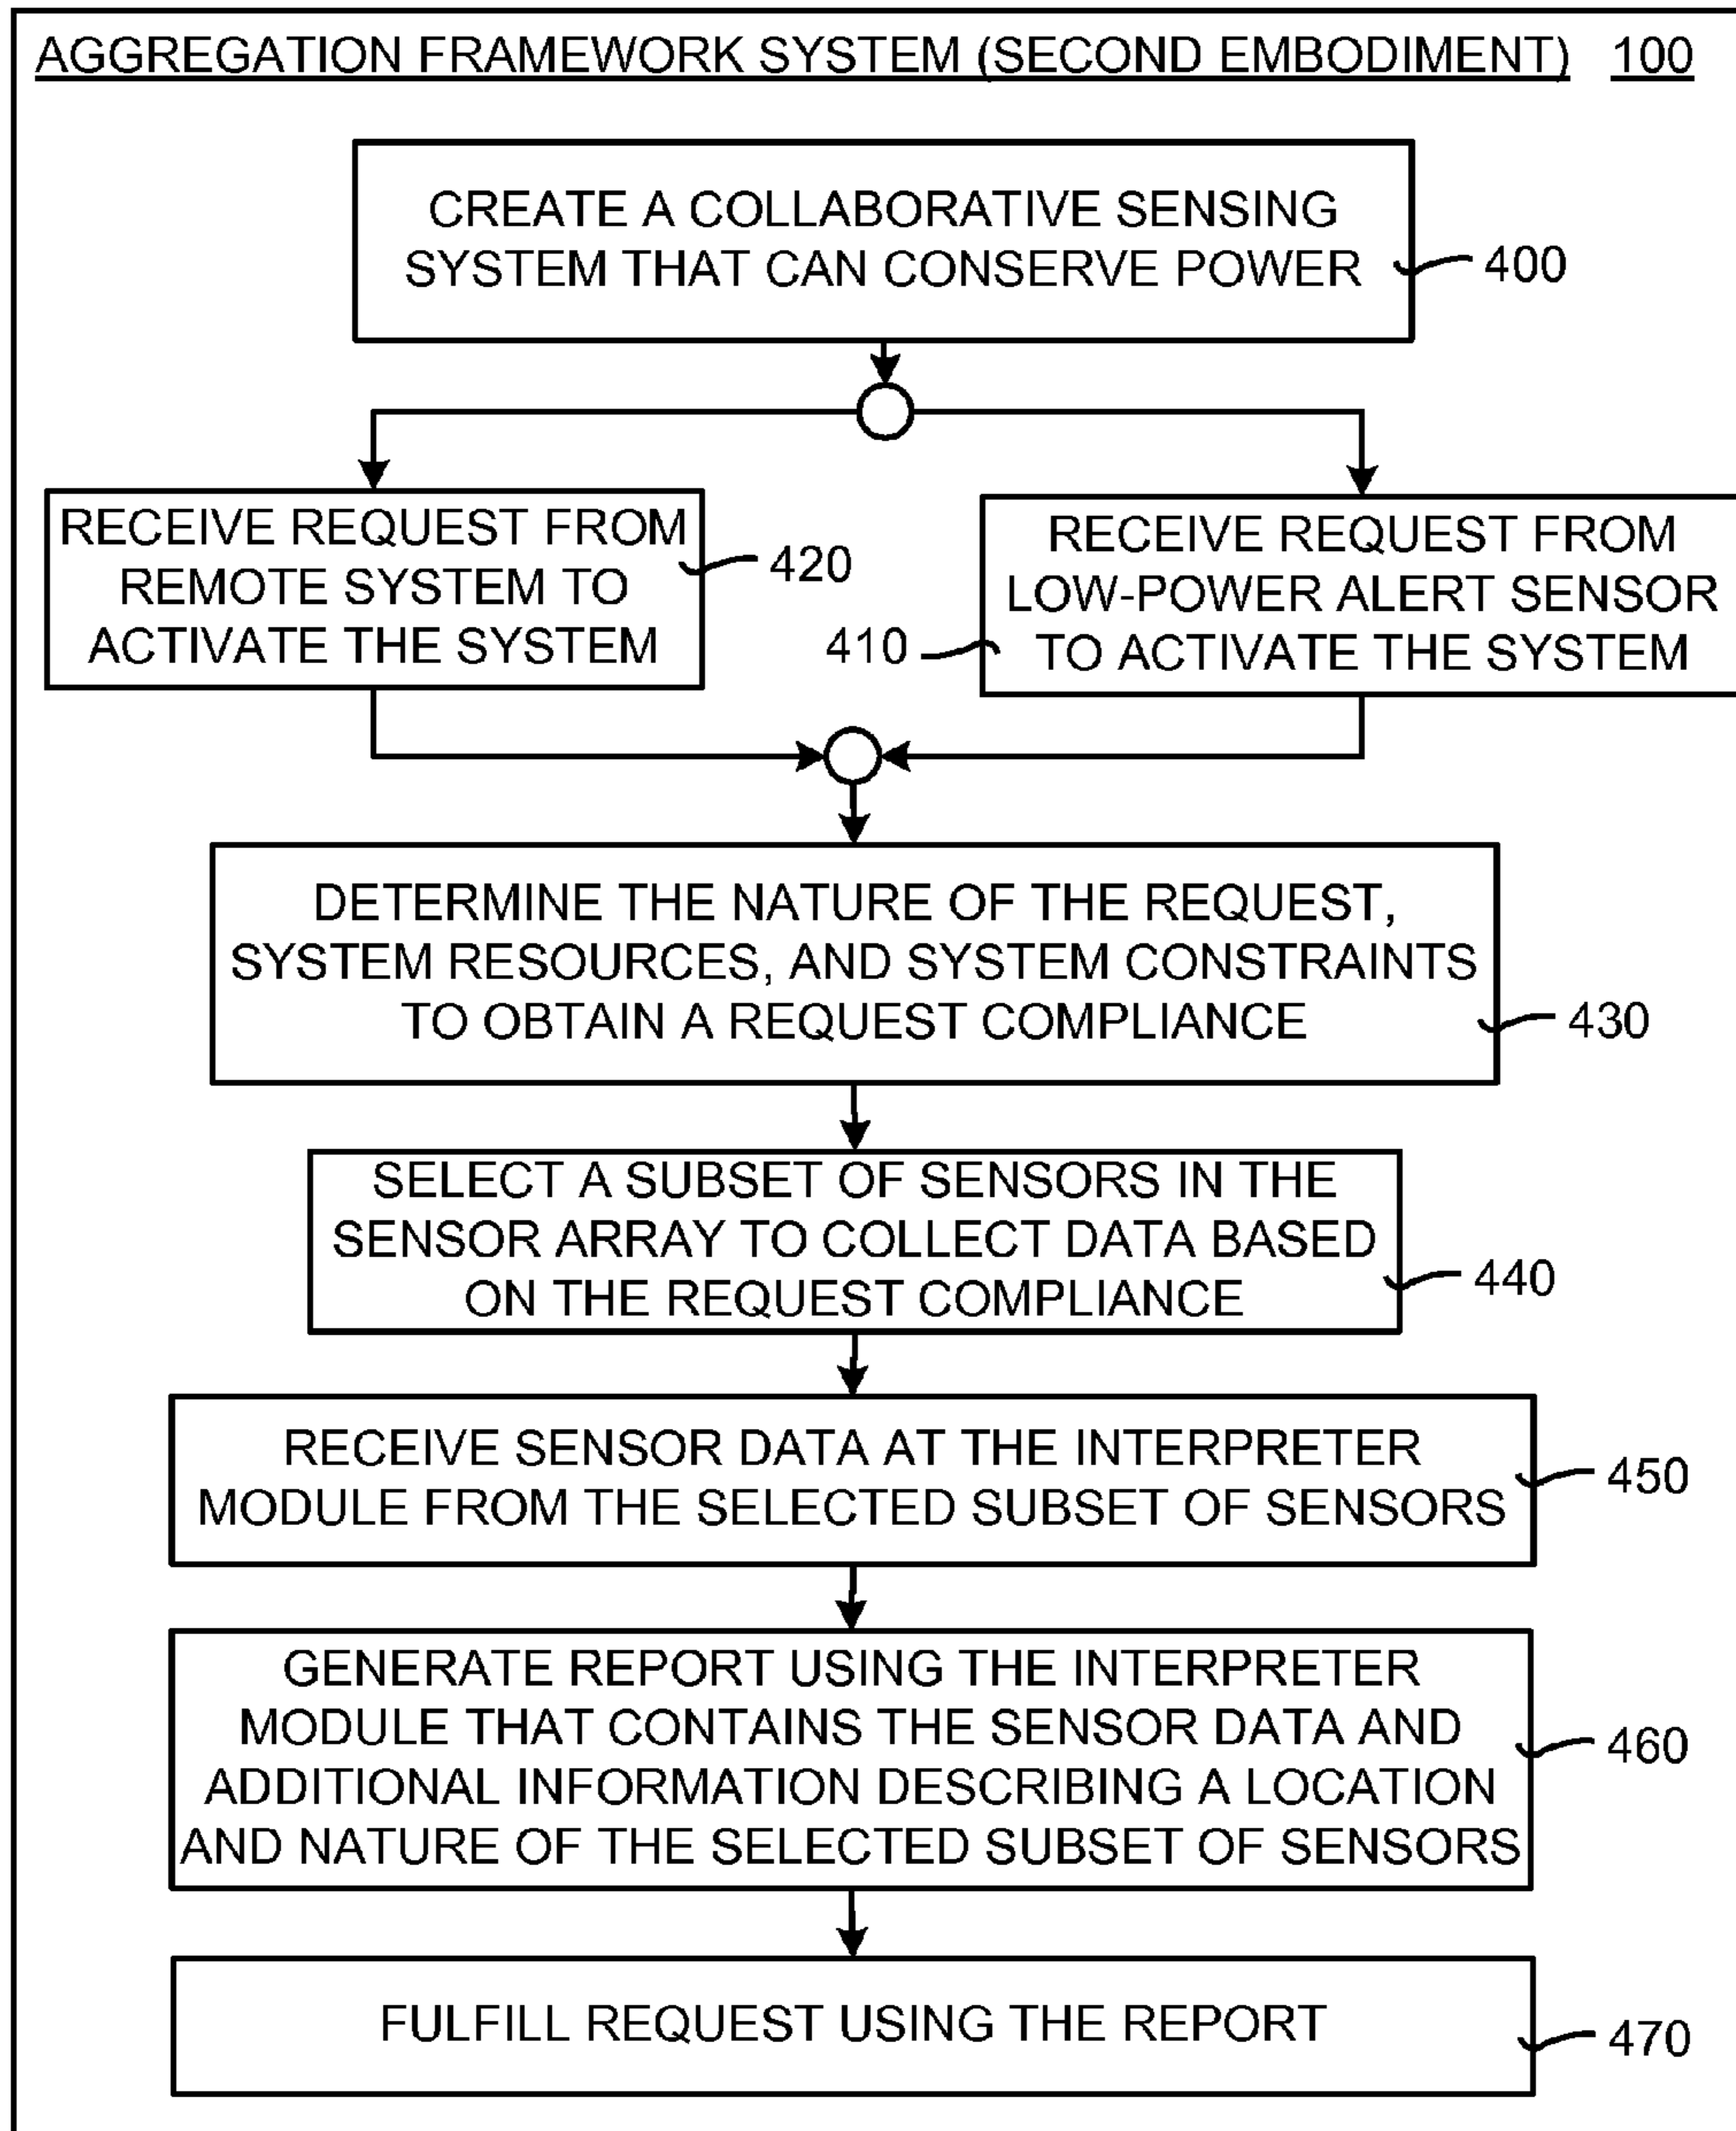 AGGREGATION FRAMEWORK SYSTEM (SECOND EMBODIMENT) 100
CREATE A COLLABORATIVE SENSING
SYSTEM THAT CAN CONSERVE POWER
400
RECEIVE REQUEST FROM
REMOTE SYSTEM TO
ACTIVATE THE SYSTEM
420
RECEIVE REQUEST FROM
LOW-POWER ALERT SENSOR
TO ACTIVATE THE SYSTEM
410
DETERMINE THE NATURE OF THE REQUEST,
SYSTEM RESOURCES, AND SYSTEM CONSTRAINTS
TO OBTAIN A REQUEST COMPLIANCE
430
SELECT A SUBSET OF SENSORS IN THE
SENSOR ARRAY TO COLLECT DATA BASED
ON THE REQUEST COMPLIANCE
440
RECEIVE SENSOR DATA AT THE INTERPRETER
MODULE FROM THE SELECTED SUBSET OF SENSORS
450
GENERATE REPORT USING THE INTERPRETER
MODULE THAT CONTAINS THE SENSOR DATA AND
ADDITIONAL INFORMATION DESCRIBING A LOCATION
AND NATURE OF THE SELECTED SUBSET OF SENSORS
460
FULFILL REQUEST USING THE REPORT
470